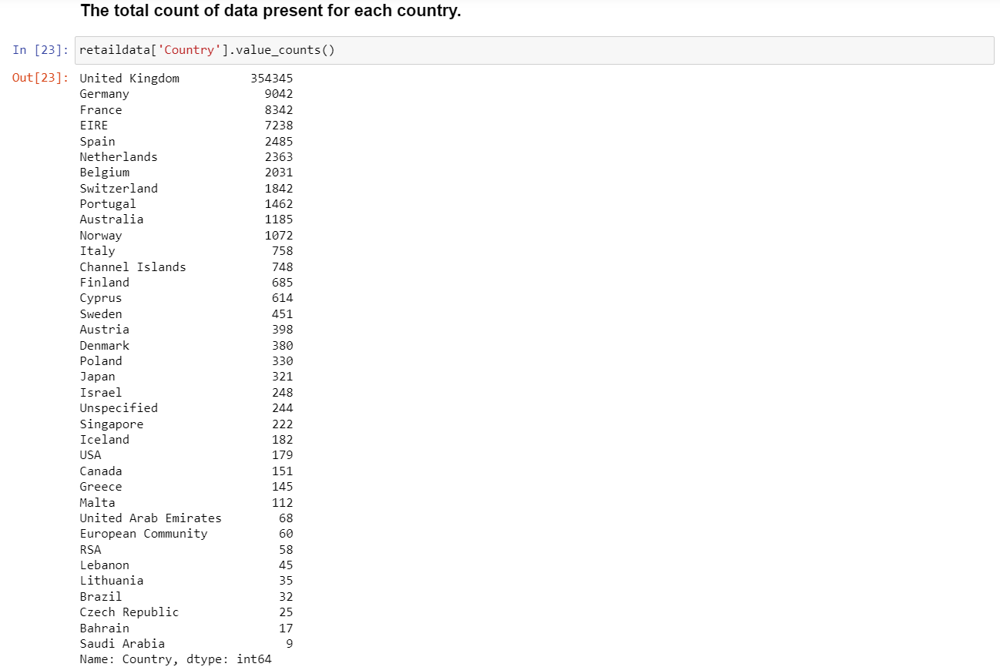 The total count of data present for each country.
In [23]: retaildata['Country'].value_counts()
Out[23]: United Kingdom 354345
Germany 9042
France 8342
EIRE 7238
Spain 2485
Netherlands 2363
Belgium 2031
Switzerland 1842
Portugal 1462
Australia 1185
Norway 1072
Italy 758
Channel Islands 748
Finland 685
Cyprus 614
Sweden 451
Austria 398
Denmark 380
Poland 330
Japan 321
Israel 248
Unspecified 244
Singapore 222
Iceland 182
USA 179
Canada 151
Greece 145
Malta 112
United Arab Emirates 68
European Community 60
RSA 58
Lebanon 45
Lithuania 35
Brazil 32
Czech Republic 25
Bahrain 17
Saudi Arabia 9
Name: Country, dtype: int64